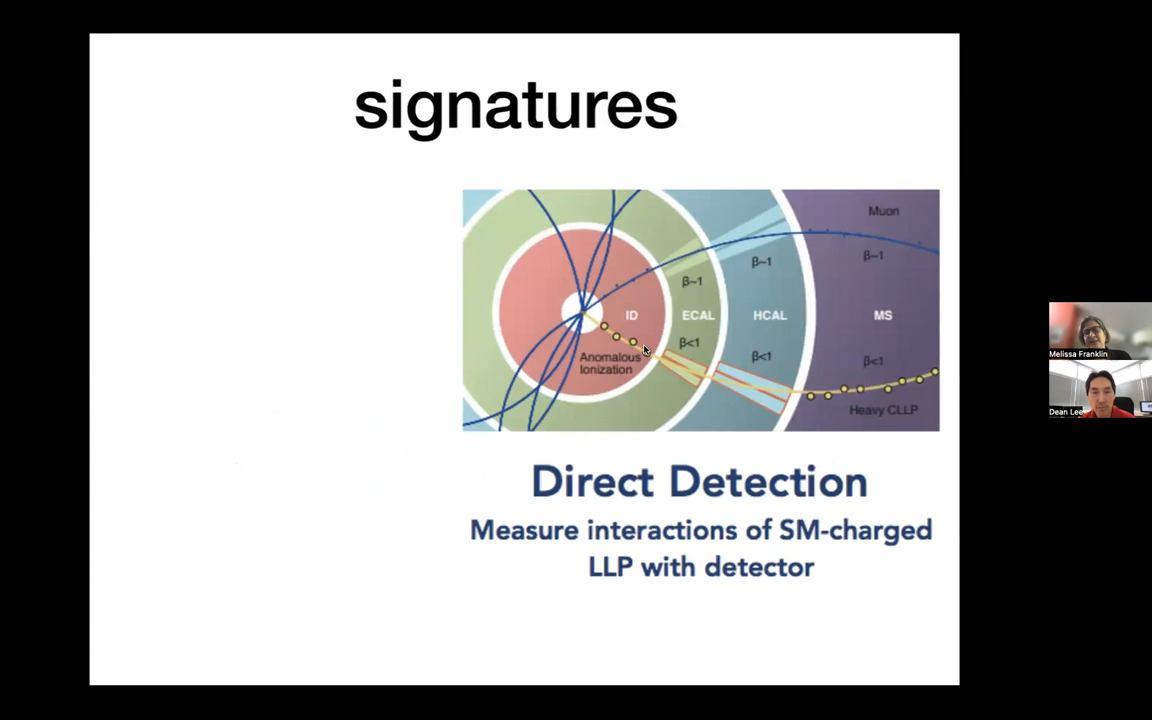 signatures
Muon
β~1
β~1
β~1
ID
ECAL
HCAL
MS
β<1
β<1
β<1
Anomalous
Ionization
Heavy CLLP
Direct Detection
Measure interactions of SM-charged
LLP with detector
Melissa Franklin
Dean Lee